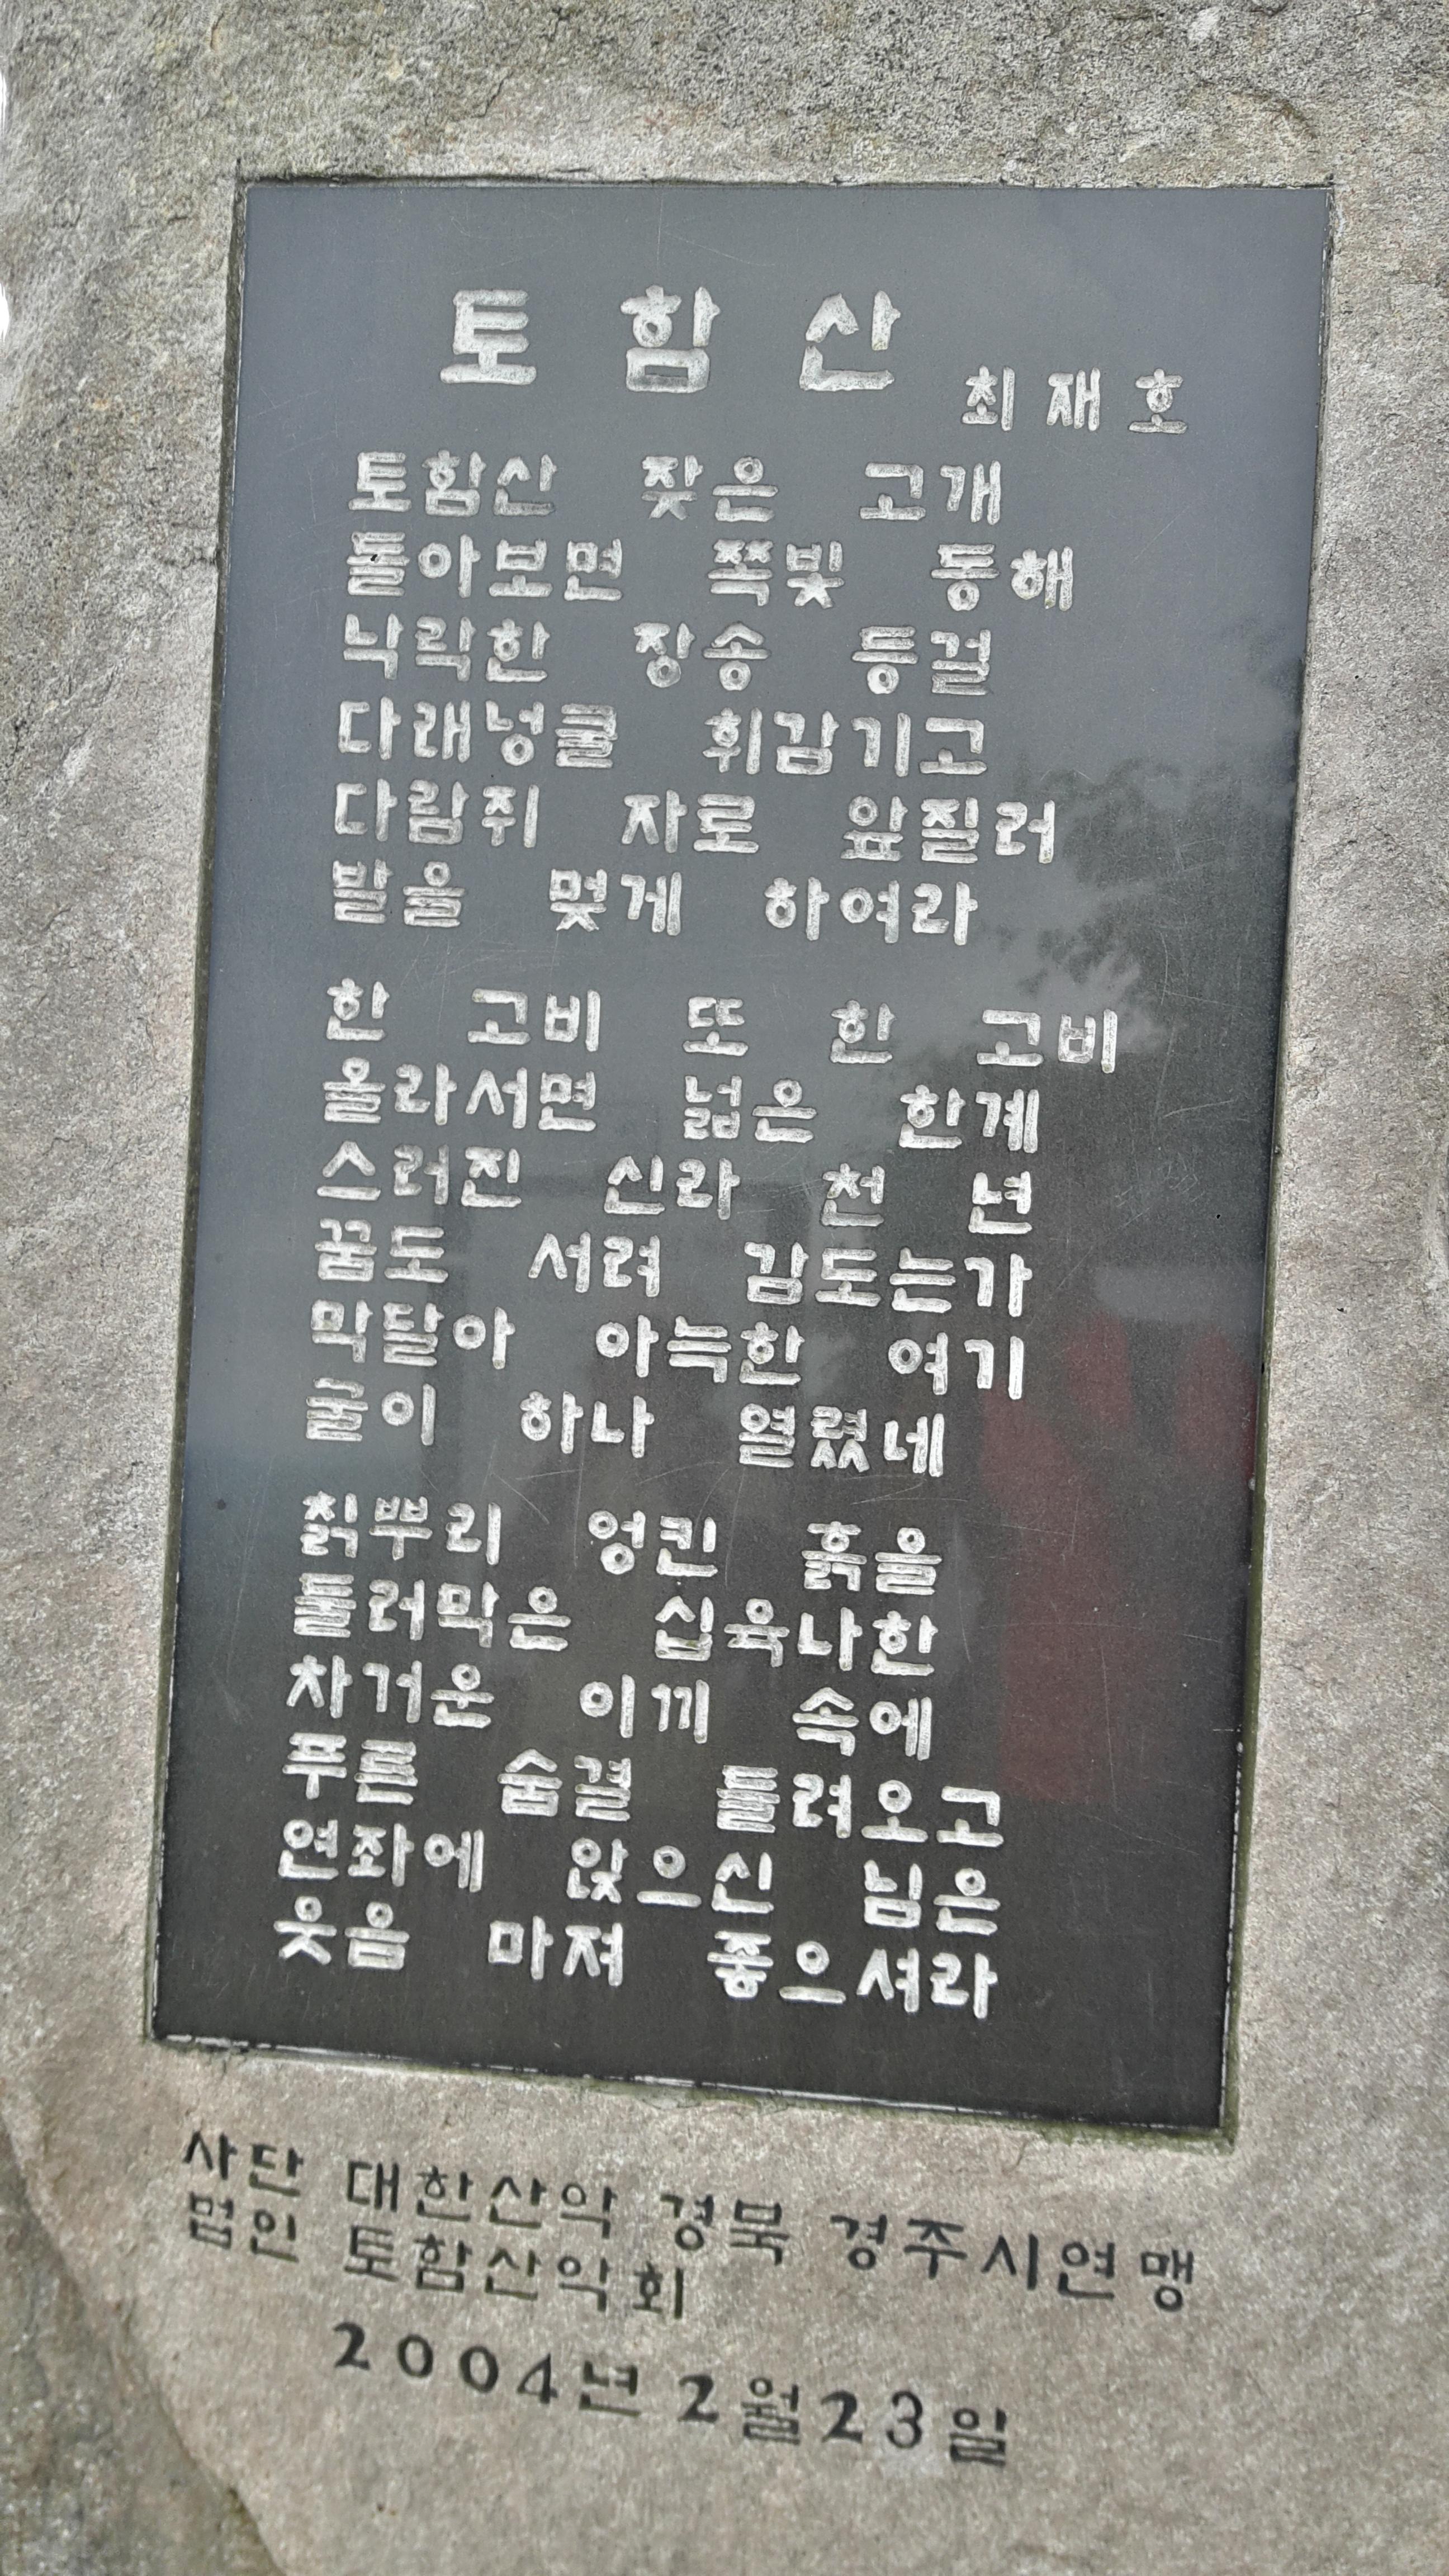 토함산
최재호
토함산 잦은 고개
돌아보면 쪽빛 동해
낙락한 장송 등걸
다래넝쿨 휘감기고
다람쥐 자로 앞질러
발을 멎게 하여라
한 고비 또 한 고비
올라서면 넓은 한계
스러진 신라 천 년
꿈도 서려 감도는가
막달아 아늑한 여기
굴이 하나 열렸네
칡뿌리 엉킨 흙을
둘러막은 십육나한
차거운 이끼 속에
푸른 숨결 들려오고
연좌에 앉으신 님은
웃음 마져 좋으셔라
사단 대한산악 경북 경주시연맹
법인 토함산악회
2004년 2월23일